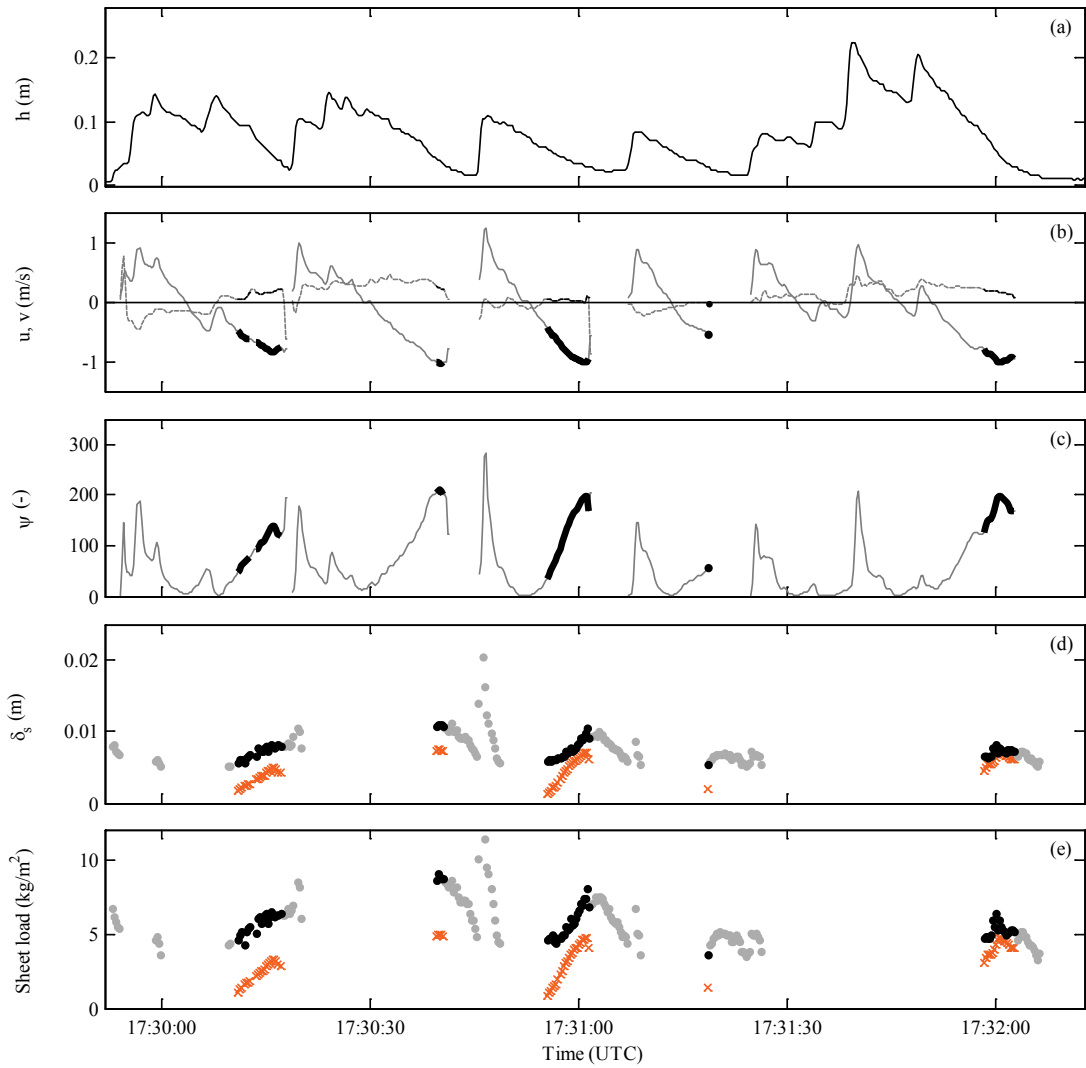 (a)
0.2
0.1
0
h (m)
(b)
1
0
-1
u, v (m/s)
(c)
300
200
100
0
ψ (-)
(d)
0.02
0.01
0
δs (m)
(e)
10
5
0
Sheet load (kg/m²)
17:30:00 17:30:30 17:31:00 17:31:30 17:32:00
Time (UTC)